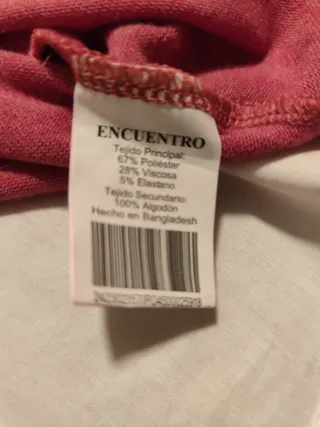 ENCUENTRO
Tejido Principal:
67% Poliéster
28% Viscosa
5% Elastano
Tejido Secundario:
100% Algodón
Hecho en Bangladesh